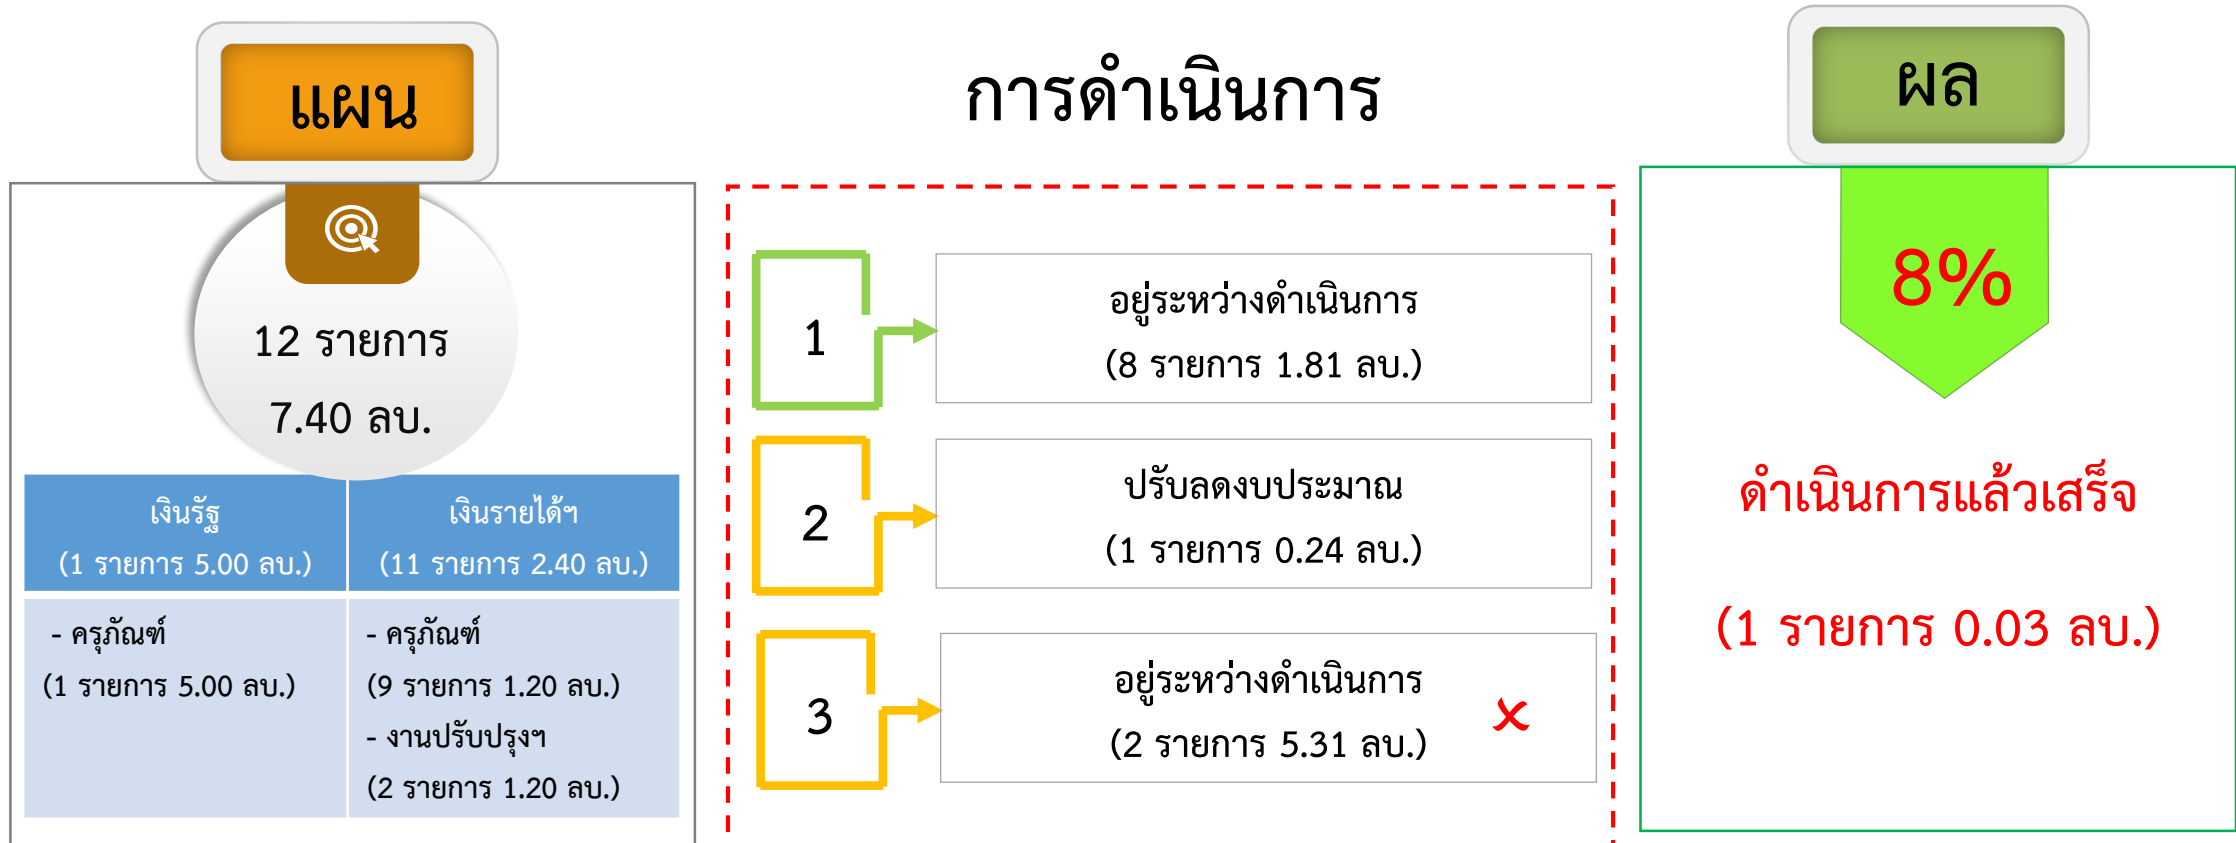 แผน
12 รายการ
7.40 ลบ.
เงินรัฐ
(1 รายการ 5.00 ลบ.)
เงินรายได้ฯ
(11 รายการ 2.40 ลบ.)
- ครุภัณฑ์
(1 รายการ 5.00 ลบ.)
- ครุภัณฑ์
(9 รายการ 1.20 ลบ.)
- งานปรับปรุงฯ
(2 รายการ 1.20 ลบ.)
การดำเนินการ
1
อยู่ระหว่างดำเนินการ
(8 รายการ 1.81 ลบ.)
2
ปรับลดงบประมาณ
(1 รายการ 0.24 ลบ.)
3
อยู่ระหว่างดำเนินการ
(2 รายการ 5.31 ลบ.)
ผล
8%
ดำเนินการแล้วเสร็จ
(1 รายการ 0.03 ลบ.)